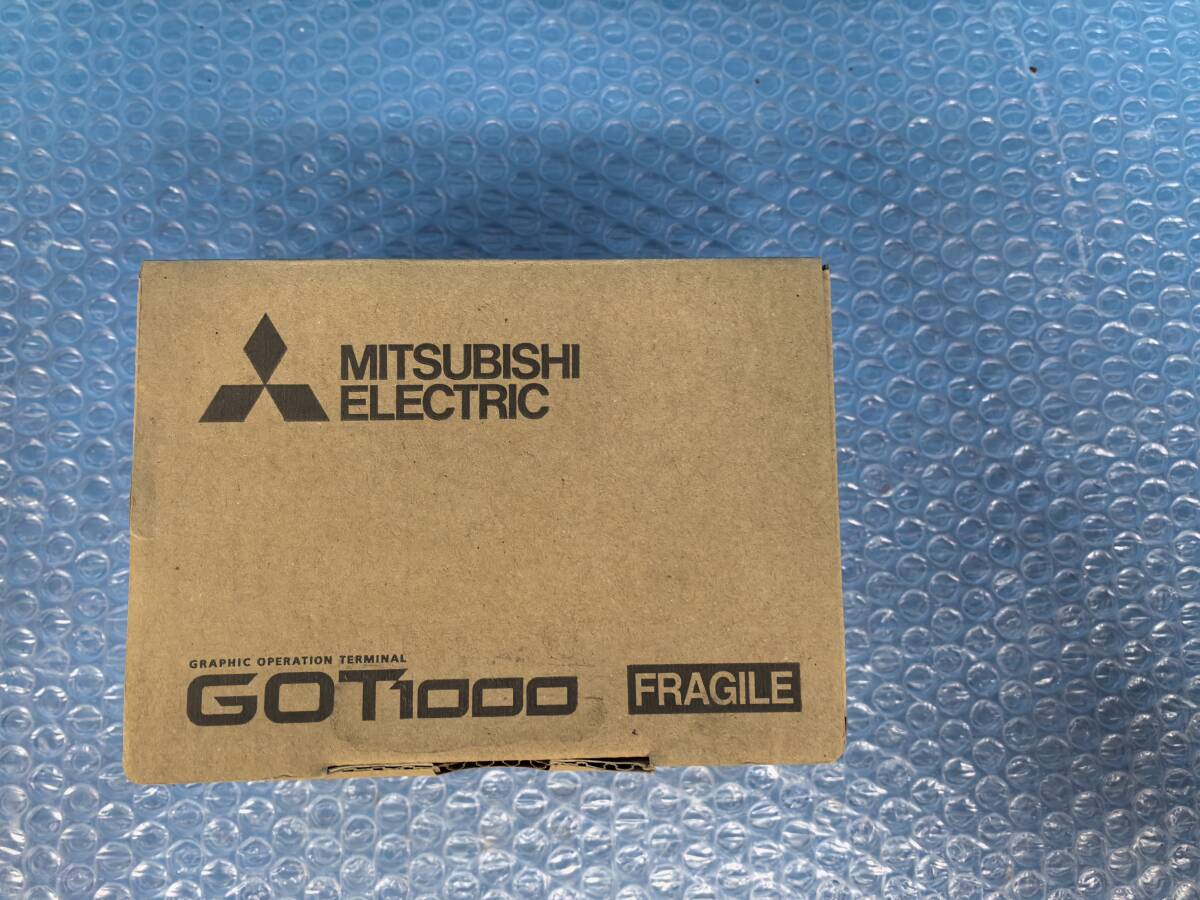 MITSUBISHI
ELECTRIC
GRAPHIC OPERATION TERMINAL
GOT1000
FRAGILE